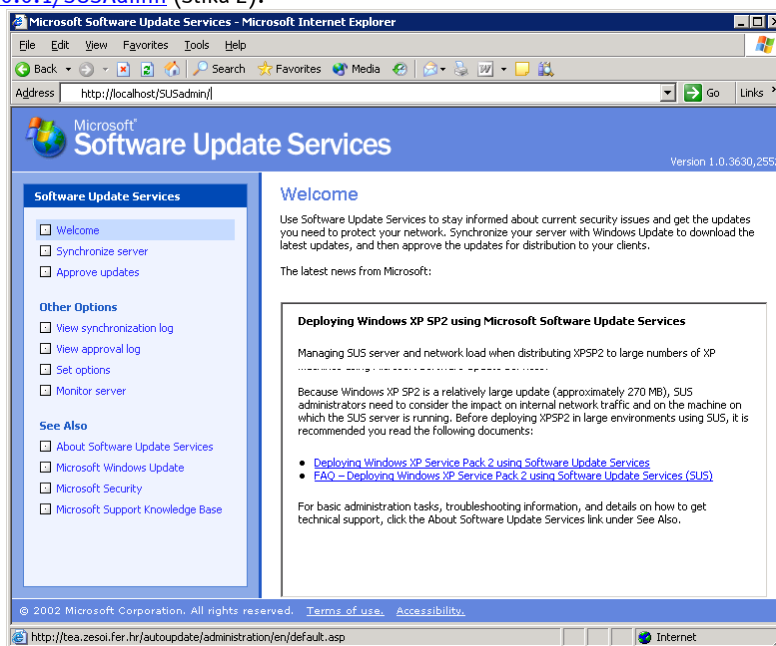 0.0.1/SUSAdmin (Slika 2).
Microsoft Software Update Services - Microsoft Internet Explorer
File Edit View Favorites Tools Help
Back Search Favorites Media
Address http://localhost/SUSadmin/ Go Links
Microsoft
Software Update Services
Version 1.0.3630,255
Software Update Services
Welcome
Synchronize server
Approve updates
Other Options
View synchronization log
View approval log
Set options
Monitor server
See Also
About Software Update Services
Microsoft Windows Update
Microsoft Security
Microsoft Support Knowledge Base
Welcome
Use Software Update Services to stay informed about current security issues and get the updates
you need to protect your network. Synchronize your server with Windows Update to download the
latest updates, and then approve the updates for distribution to your clients.
The latest news from Microsoft:
Deploying Windows XP SP2 using Microsoft Software Update Services
Managing SUS server and network load when distributing XPSP2 to large numbers of XP
Because Windows XP SP2 is a relatively large update (approximately 270 MB), SUS
administrators need to consider the impact on internal network traffic and on the machine on
which the SUS server is running. Before deploying XPSP2 in large environments using SUS, it is
recommended you read the following documents:
• Deploying Windows XP Service Pack 2 using Software Update Services
• FAQ – Deploying Windows XP Service Pack 2 using Software Update Services (SUS)
For basic administration tasks, troubleshooting information, and details on how to get
technical support, click the About Software Update Services link under See Also.
© 2002 Microsoft Corporation. All rights reserved. Terms of use. Accessibility.
http://tea.zesoi.fer.hr/autoupdate/administration/en/default.asp Internet